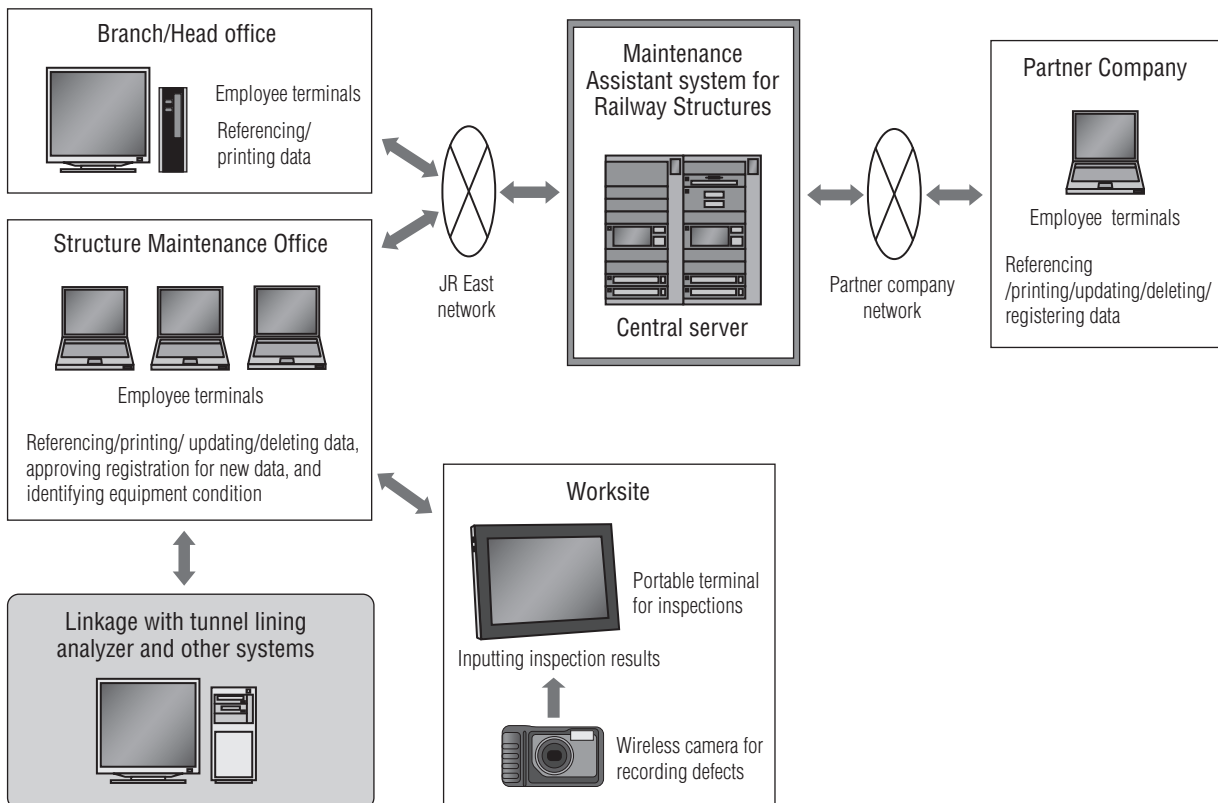 Branch/Head office
Employee terminals
Referencing/
printing data
Structure Maintenance Office
Employee terminals
Referencing/printing/ updating/deleting data,
approving registration for new data, and
identifying equipment condition
Linkage with tunnel lining
analyzer and other systems
JR East
network
Maintenance
Assistant system for
Railway Structures
Central server
Partner company
network
Partner Company
Employee terminals
Referencing
/printing/updating/deleting/
registering data
Worksite
Portable terminal
for inspections
Inputting inspection results
Wireless camera for
recording defects